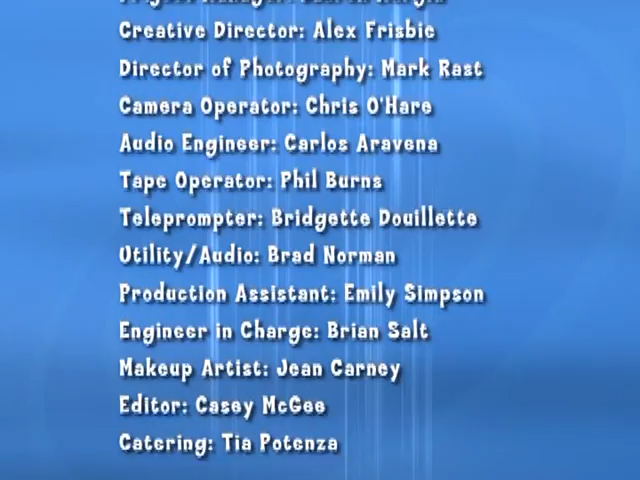 Creative Director: Alex Frisbie
Director of Photography: Mark Rast
Camera Operator: Chris O'Hare
Audio Engineer: Carlos Aravena
Tape Operator: Phil Burns
Teleprompter: Bridgette Douillette
Utility/Audio: Brad Norman
Production Assistant: Emily Simpson
Engineer in Charge: Brian Salt
Makeup Artist: Jean Carney
Editor: Casey McGee
Catering: Tia Potenza